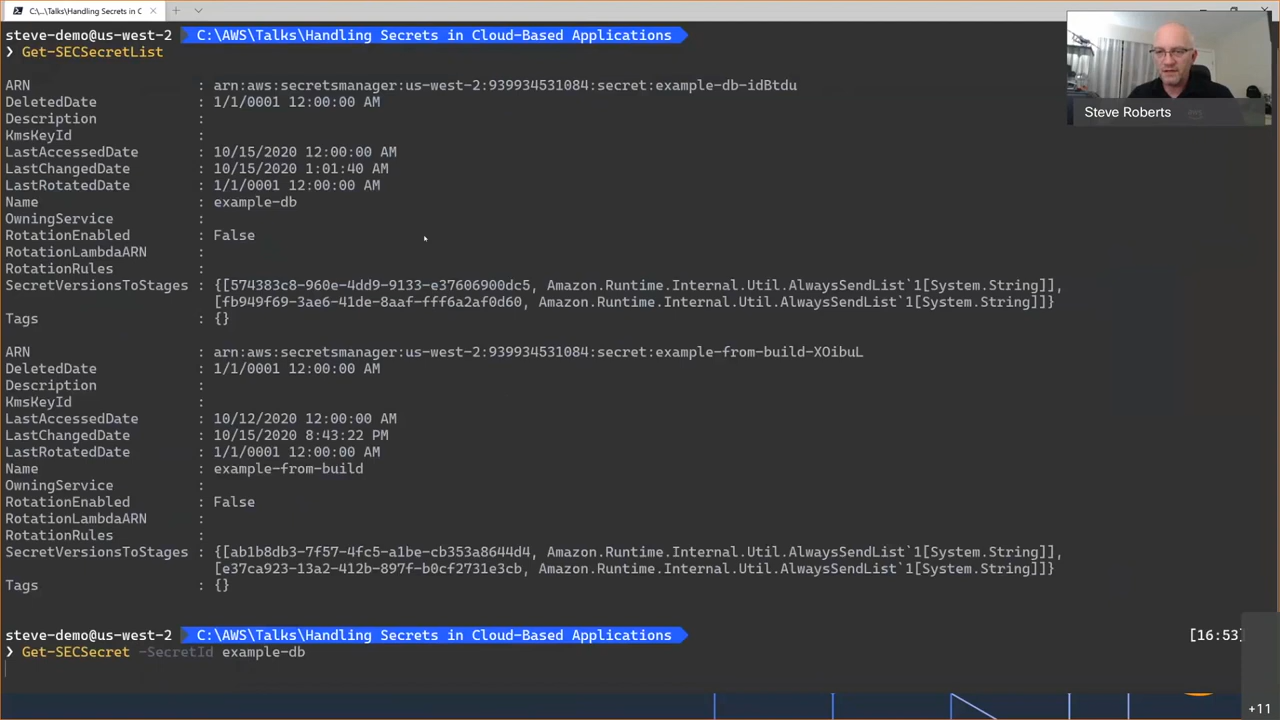 C:\..\Talks\Handling Secrets in C
steve-demo@us-west-2 C:\AWS\Talks\Handling Secrets in Cloud-Based Applications
❯ Get-SECSecretList
ARN : arn:aws:secretsmanager:us-west-2:939934531084:secret:example-db-idBtdu
DeletedDate : 1/1/0001 12:00:00 AM
Description :
KmsKeyId :
LastAccessedDate : 10/15/2020 12:00:00 AM
LastChangedDate : 10/15/2020 1:01:40 AM
LastRotatedDate : 1/1/0001 12:00:00 AM
Name : example-db
OwningService :
RotationEnabled : False
RotationLambdaARN :
RotationRules :
SecretVersionsToStages : {[574383c8-960e-4dd9-9133-e37606900dc5, Amazon.Runtime.Internal.Util.AlwaysSendList`1[System.String]],
[fb949f69-3ae6-41de-8aaf-fff6a2af0d60, Amazon.Runtime.Internal.Util.AlwaysSendList`1[System.String]]}
Tags : {}
ARN : arn:aws:secretsmanager:us-west-2:939934531084:secret:example-from-build-XOibuL
DeletedDate : 1/1/0001 12:00:00 AM
Description :
KmsKeyId :
LastAccessedDate : 10/12/2020 12:00:00 AM
LastChangedDate : 10/15/2020 8:43:22 PM
LastRotatedDate : 1/1/0001 12:00:00 AM
Name : example-from-build
OwningService :
RotationEnabled : False
RotationLambdaARN :
RotationRules :
SecretVersionsToStages : {[ab1b8db3-7f57-4fc5-a1be-cb353a8644d4, Amazon.Runtime.Internal.Util.AlwaysSendList`1[System.String]],
[e37ca923-13a2-412b-897f-b0cf2731e3cb, Amazon.Runtime.Internal.Util.AlwaysSendList`1[System.String]]}
Tags : {}
steve-demo@us-west-2 C:\AWS\Talks\Handling Secrets in Cloud-Based Applications [16:53]
❯ Get-SECSecret -SecretId example-db
Steve Roberts
aws
+11